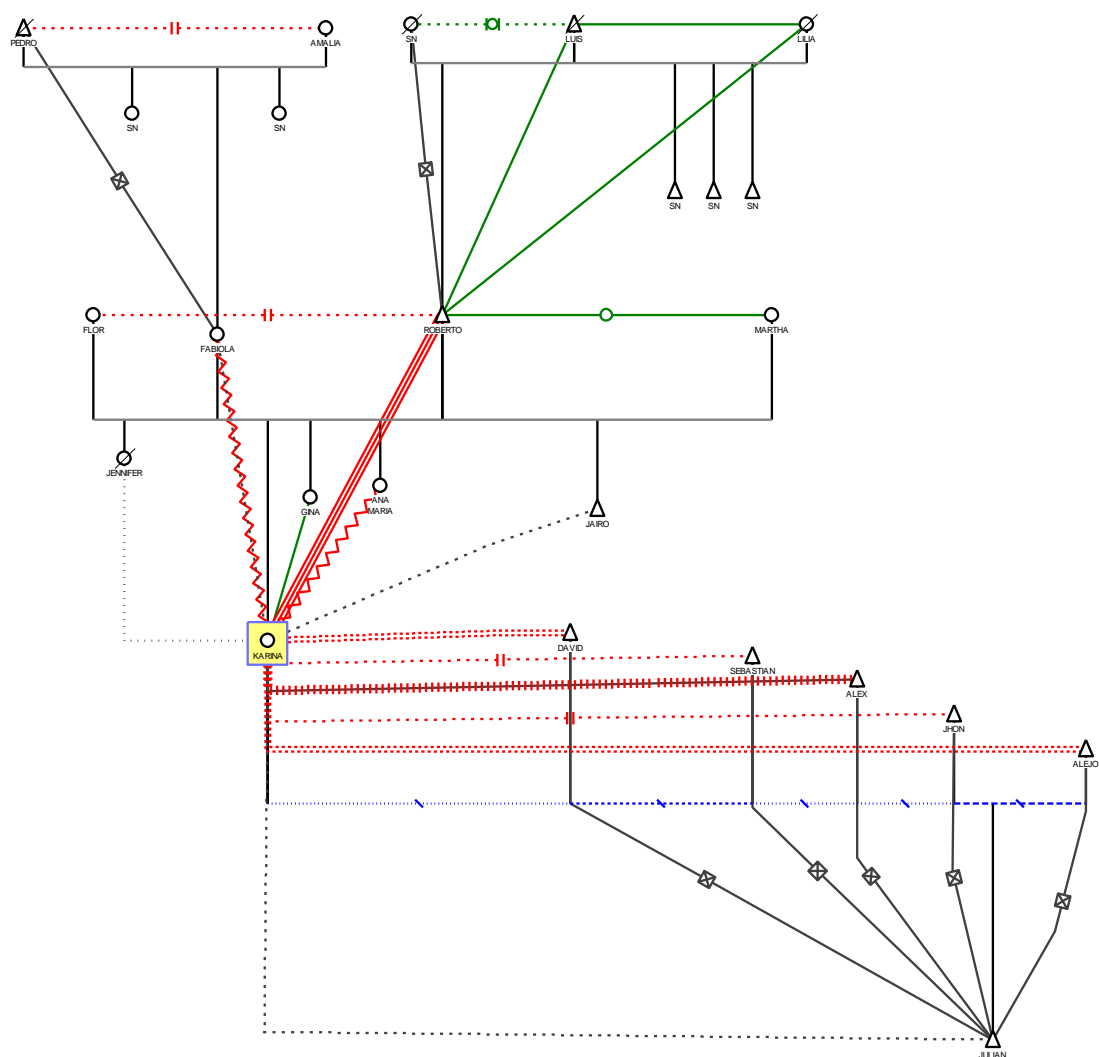 PEDRO
AMALIA
SN
LUIS
LILIA
SN
SN
SN
SN
SN
FLOR
FABIOLA
ROBERTO
MARTHA
JENNIFER
GINA
ANA
MARIA
JAIRO
KARINA
DAVID
SEBASTIAN
ALEX
JHON
ALEJO
JULIAN